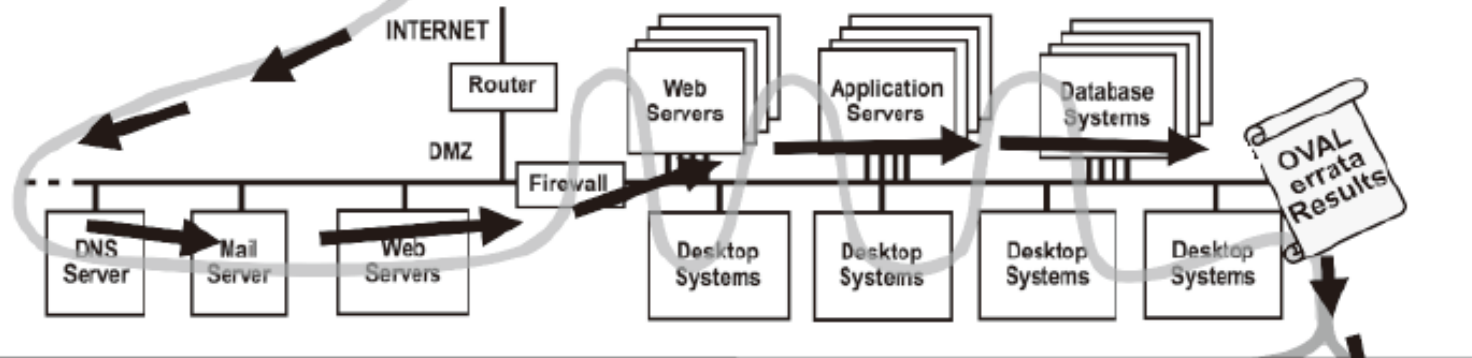 INTERNET
Router
DMZ
Firewall
Web
Servers
Application
Servers
Database
Systems
OVAL
errata
Results
DNS
Server
Mail
Server
Web
Servers
Desktop
Systems
Desktop
Systems
Desktop
Systems
Desktop
Systems